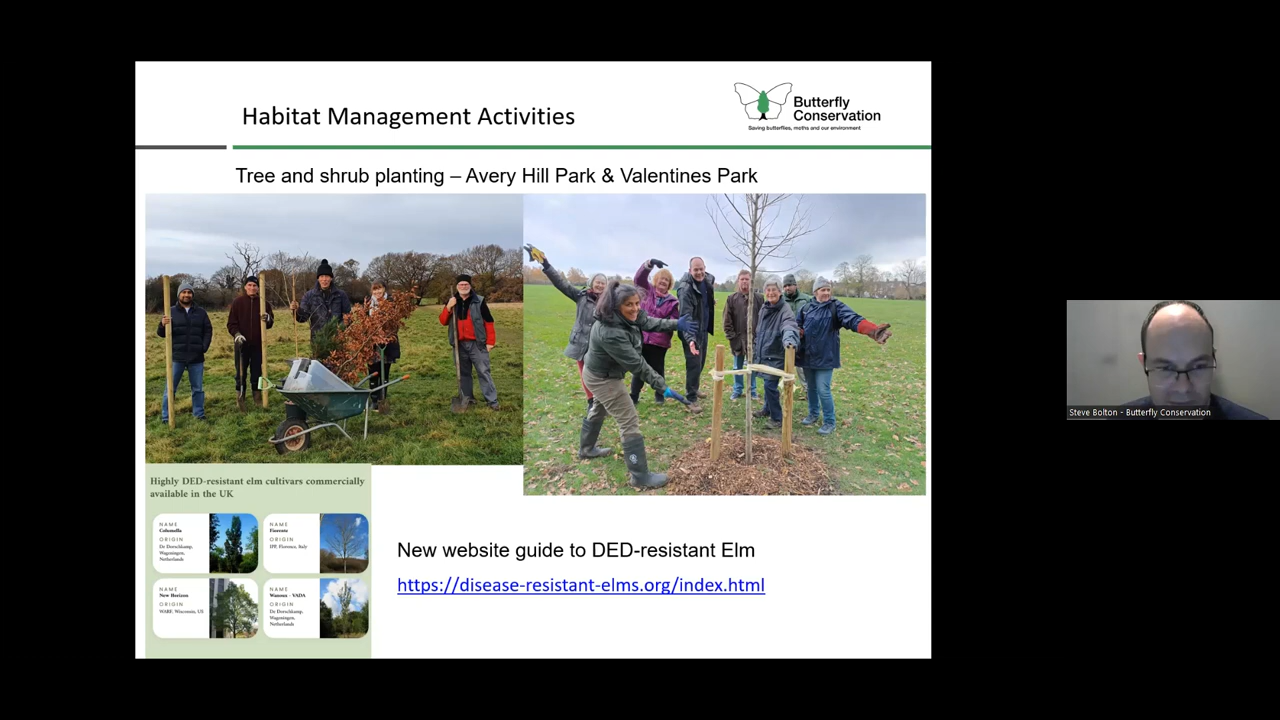 Habitat Management Activities
Butterfly
Conservation
Saving butterflies, moths and our environment
Tree and shrub planting – Avery Hill Park & Valentines Park
Highly DED-resistant elm cultivars commercially
available in the UK
NAME
Columella
ORIGIN
De Dorschkamp,
Wageningen,
Netherlands
NAME
Fiorente
ORIGIN
IPP, Florence, Italy
NAME
New Horizon
ORIGIN
WARF, Wisconsin, US
NAME
Wanoux - VADA
ORIGIN
De Dorschkamp,
Wageningen,
Netherlands
New website guide to DED-resistant Elm
https://disease-resistant-elms.org/index.html
Steve Bolton - Butterfly Conservation